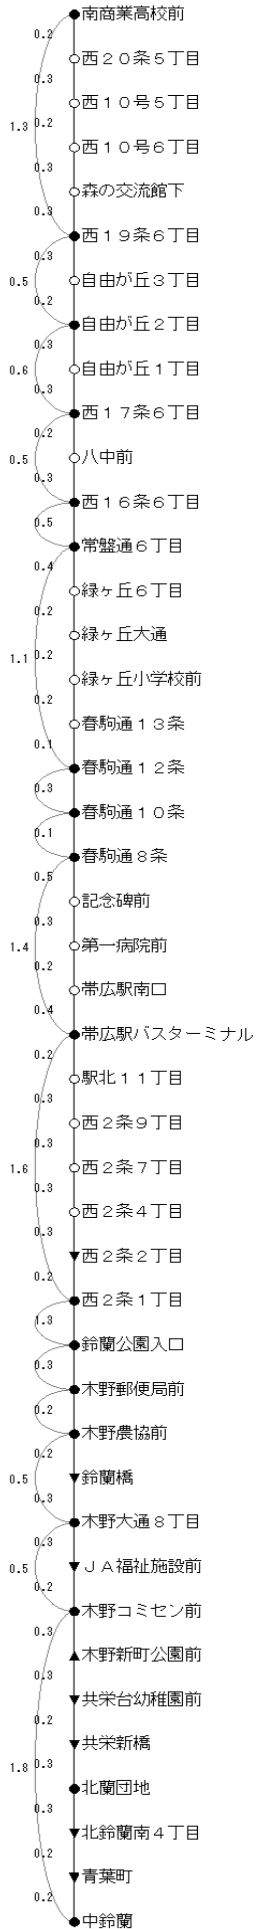 南商業高校前
0.2
西２０条５丁目
0.3
西１０号５丁目
1.3 0.2
西１０号６丁目
0.3
森の交流館下
0.3
西１９条６丁目
0.3
0.5 自由が丘３丁目
0.2
自由が丘２丁目
0.3
0.6 自由が丘１丁目
0.3
西１７条６丁目
0.2
0.5 八中前
0.3
西１６条６丁目
0.5
常盤通６丁目
0.4
緑ヶ丘６丁目
0.2
緑ヶ丘大通
1.1 0.2
緑ヶ丘小学校前
0.2
春駒通１３条
0.1
春駒通１２条
0.3
春駒通１０条
0.1
春駒通８条
0.5
記念碑前
0.3
1.4 第一病院前
0.2
帯広駅南口
0.4
帯広駅バスターミナル
0.2
駅北１１丁目
0.3
西２条９丁目
0.3
1.6 西２条７丁目
0.3
西２条４丁目
0.3
西２条２丁目
0.2
西２条１丁目
1.3
鈴蘭公園入口
0.3
木野郵便局前
0.2
木野農協前
0.2
0.5 鈴蘭橋
0.3
木野大通８丁目
0.3
0.5 ＪＡ福祉施設前
0.2
木野コミセン前
0.3
木野新町公園前
0.3
共栄台幼稚園前
0.2
共栄新橋
1.8 0.3
北蘭団地
0.3
北鈴蘭南４丁目
0.2
青葉町
0.2
中鈴蘭